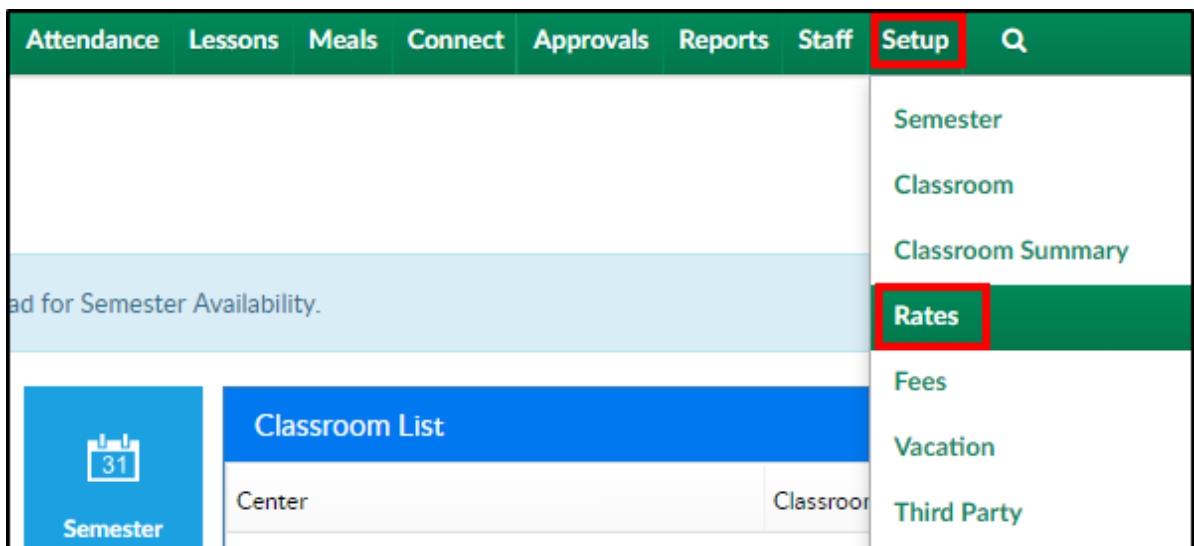 Attendance Lessons Meals Connect Approvals Reports Staff Setup
Semester
Classroom
Classroom Summary
ad for Semester Availability.
Rates
Fees
Classroom List
Vacation
31
Center
Third Party
Semester